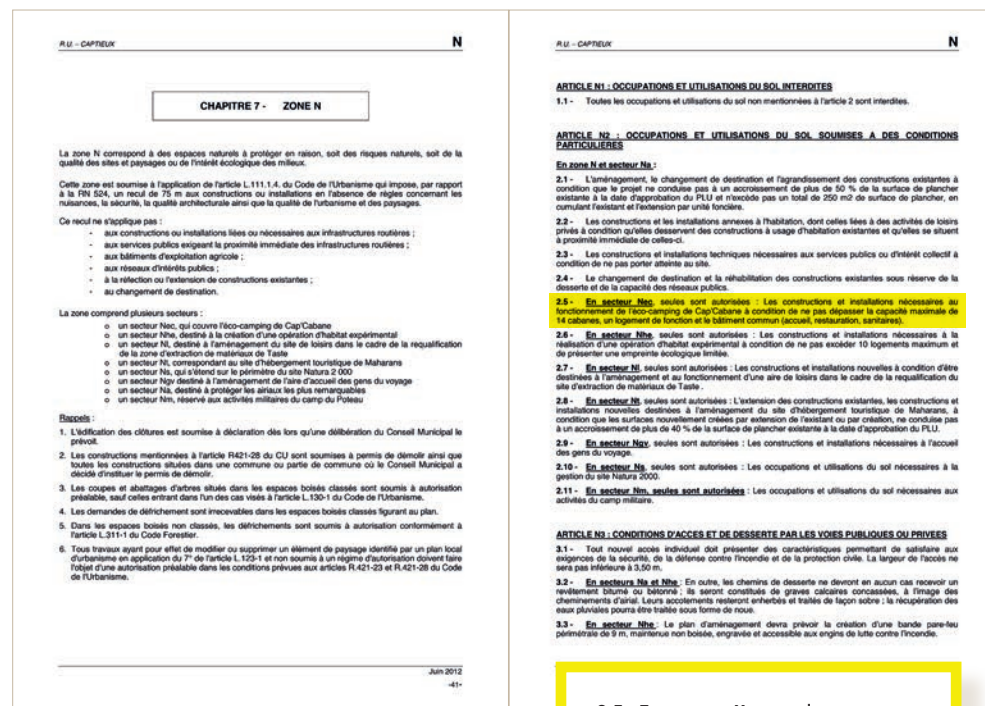 R.U. – CAPTIEUX
N
CHAPITRE 7 - ZONE N
La zone N correspond à des espaces naturels à protéger en raison, soit des risques naturels, soit de la
qualité des sites et paysages ou de l'intérêt écologique des milieux.
Cette zone est soumise à l'application de l'article L.111.1.4. du Code de l'Urbanisme qui impose, par rapport
à la RN 524, un recul de 75 m aux constructions ou installations en l'absence de règles concernant les
nuisances, la sécurité, la qualité architecturale ainsi que la qualité de l'urbanisme et des paysages.
Ce recul ne s'applique pas :
- aux constructions ou installations liées ou nécessaires aux infrastructures routières ;
- aux services publics exigeant la proximité immédiate des infrastructures routières ;
- aux bâtiments d'exploitation agricole ;
- aux réseaux d'intérêts publics ;
- à la réfection ou l'extension de constructions existantes ;
- au changement de destination.
La zone comprend plusieurs secteurs :
o un secteur Nec, qui couvre l'éco-camping de Cap'Cabane
o un secteur Nhe, destiné à la création d'une opération d'habitat expérimental
o un secteur Nl, destiné à l'aménagement du site de loisirs dans le cadre de la requalification
de la zone d'extraction de matériaux de Taste
o un secteur Nt, correspondant au site d'hébergement touristique de Maharans
o un secteur Ns, qui s'étend sur le périmètre du site Natura 2 000
o un secteur Ngv destiné à l'aménagement de l'aire d'accueil des gens du voyage
o un secteur Na, destiné à protéger les airiaux les plus remarquables
o un secteur Nm, réservé aux activités militaires du camp du Poteau
Rappels :
1. L'édification des clôtures est soumise à déclaration dès lors qu'une délibération du Conseil Municipal le
prévoit.
2. Les constructions mentionnées à l'article R421-28 du CU sont soumises à permis de démolir ainsi que
toutes les constructions situées dans une commune ou partie de commune où le Conseil Municipal a
décidé d'instituer le permis de démolir.
3. Les coupes et abattages d'arbres situés dans les espaces boisés classés sont soumis à autorisation
préalable, sauf celles entrant dans l'un des cas visés à l'article L.130-1 du Code de l'Urbanisme.
4. Les demandes de défrichement sont irrecevables dans les espaces boisés classés figurant au plan.
5. Dans les espaces boisés non classés, les défrichements sont soumis à autorisation conformément à
l'article L.311-1 du Code Forestier.
6. Tous travaux ayant pour effet de modifier ou supprimer un élément de paysage identifié par un plan local
d'urbanisme en application du 7° de l'article L.123-1 et non soumis à un régime d'autorisation doivent faire
l'objet d'une autorisation préalable dans les conditions prévues aux articles R.421-23 et R.421-28 du Code
de l'Urbanisme.
Juin 2012
-41-
R.U. – CAPTIEUX
N
ARTICLE N1 : OCCUPATIONS ET UTILISATIONS DU SOL INTERDITES
1.1 - Toutes les occupations et utilisations du sol non mentionnées à l'article 2 sont interdites.
ARTICLE N2 : OCCUPATIONS ET UTILISATIONS DU SOL SOUMISES A DES CONDITIONS
PARTICULIERES
En zone N et secteur Na :
2.1 - L'aménagement, le changement de destination et l'agrandissement des constructions existantes à
condition que le projet ne conduise pas à un accroissement de plus de 50 % de la surface de plancher
existante à la date d'approbation du PLU et n'excède pas un total de 250 m2 de surface de plancher, en
cumulant l'existant et l'extension par unité foncière.
2.2 - Les constructions et les installations annexes à l'habitation, dont celles liées à des activités de loisirs
privés à condition qu'elles desservent des constructions à usage d'habitation existantes et qu'elles se situent
à proximité immédiate de celles-ci.
2.3 - Les constructions et installations techniques nécessaires aux services publics ou d'intérêt collectif à
condition de ne pas porter atteinte au site.
2.4 - Le changement de destination et la réhabilitation des constructions existantes sous réserve de la
desserte et de la capacité des réseaux publics.
2.5 - En secteur Nec, seules sont autorisées : Les constructions et installations nécessaires au
fonctionnement de l'éco-camping de Cap'Cabane à condition de ne pas dépasser la capacité maximale de
14 cabanes, un logement de fonction et le bâtiment commun (accueil, restauration, sanitaires).
2.6 - En secteur Nhe, seules sont autorisées : Les constructions et installations nécessaires à la
réalisation d'une opération d'habitat expérimental à condition de ne pas excéder 10 logements maximum et
de présenter une empreinte écologique limitée.
2.7 - En secteur Nl, seules sont autorisées : Les constructions et installations nouvelles à condition d'être
destinées à l'aménagement et au fonctionnement d'une aire de loisirs dans le cadre de la requalification du
site d'extraction de matériaux de Taste .
2.8 - En secteur Nt, seules sont autorisées : L'extension des constructions existantes, les constructions et
installations nouvelles destinées à l'aménagement du site d'hébergement touristique de Maharans, à
condition que les surfaces nouvellement créées par extension de l'existant ou par création, ne conduise pas
à un accroissement de plus de 40 % de la surface de plancher existante à la date d'approbation du PLU.
2.9 - En secteur Ngv, seules sont autorisées : Les constructions et installations nécessaires à l'accueil
des gens du voyage.
2.10 - En secteur Ns, seules sont autorisées : Les occupations et utilisations du sol nécessaires à la
gestion du site Natura 2000.
2.11 - En secteur Nm, seules sont autorisées : Les occupations et utilisations du sol nécessaires aux
activités du camp militaire.
ARTICLE N3 : CONDITIONS D'ACCES ET DE DESSERTE PAR LES VOIES PUBLIQUES OU PRIVEES
3.1 - Tout nouvel accès individuel doit présenter des caractéristiques permettant de satisfaire aux
exigences de la sécurité, de la défense contre l'incendie et de la protection civile. La largeur de l'accès ne
sera pas inférieure à 3,50 m.
3.2 - En secteurs Na et Nhe : En outre, les chemins de desserte ne devront en aucun cas recevoir un
revêtement bitumé ou bétonné ; ils seront constitués de graves calcaires concassées, à l'image des
cheminements d'airial. Leurs accotements resteront enherbés et traités de façon sobre ; la récupération des
eaux pluviales pourra être traitée sous forme de noue.
3.3 - En secteur Nhe : Le plan d'aménagement devra prévoir la création d'une bande pare-feu
périmétrale de 9 m, maintenue non boisée, engravée et accessible aux engins de lutte contre l'incendie.